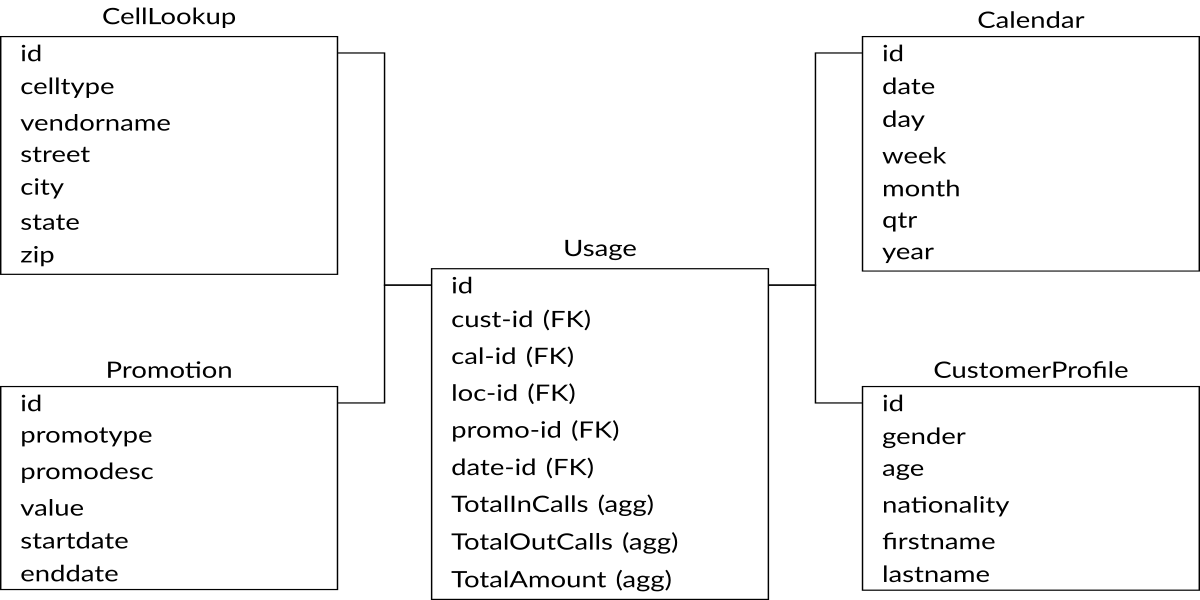 CellLookup
id
celltype
vendorname
street
city
state
zip
Promotion
id
promotype
promodesc
value
startdate
enddate
Usage
id
cust-id (FK)
cal-id (FK)
loc-id (FK)
promo-id (FK)
date-id (FK)
TotalInCalls (agg)
TotalOutCalls (agg)
TotalAmount (agg)
Calendar
id
date
day
week
month
qtr
year
CustomerProfile
id
gender
age
nationality
firstname
lastname